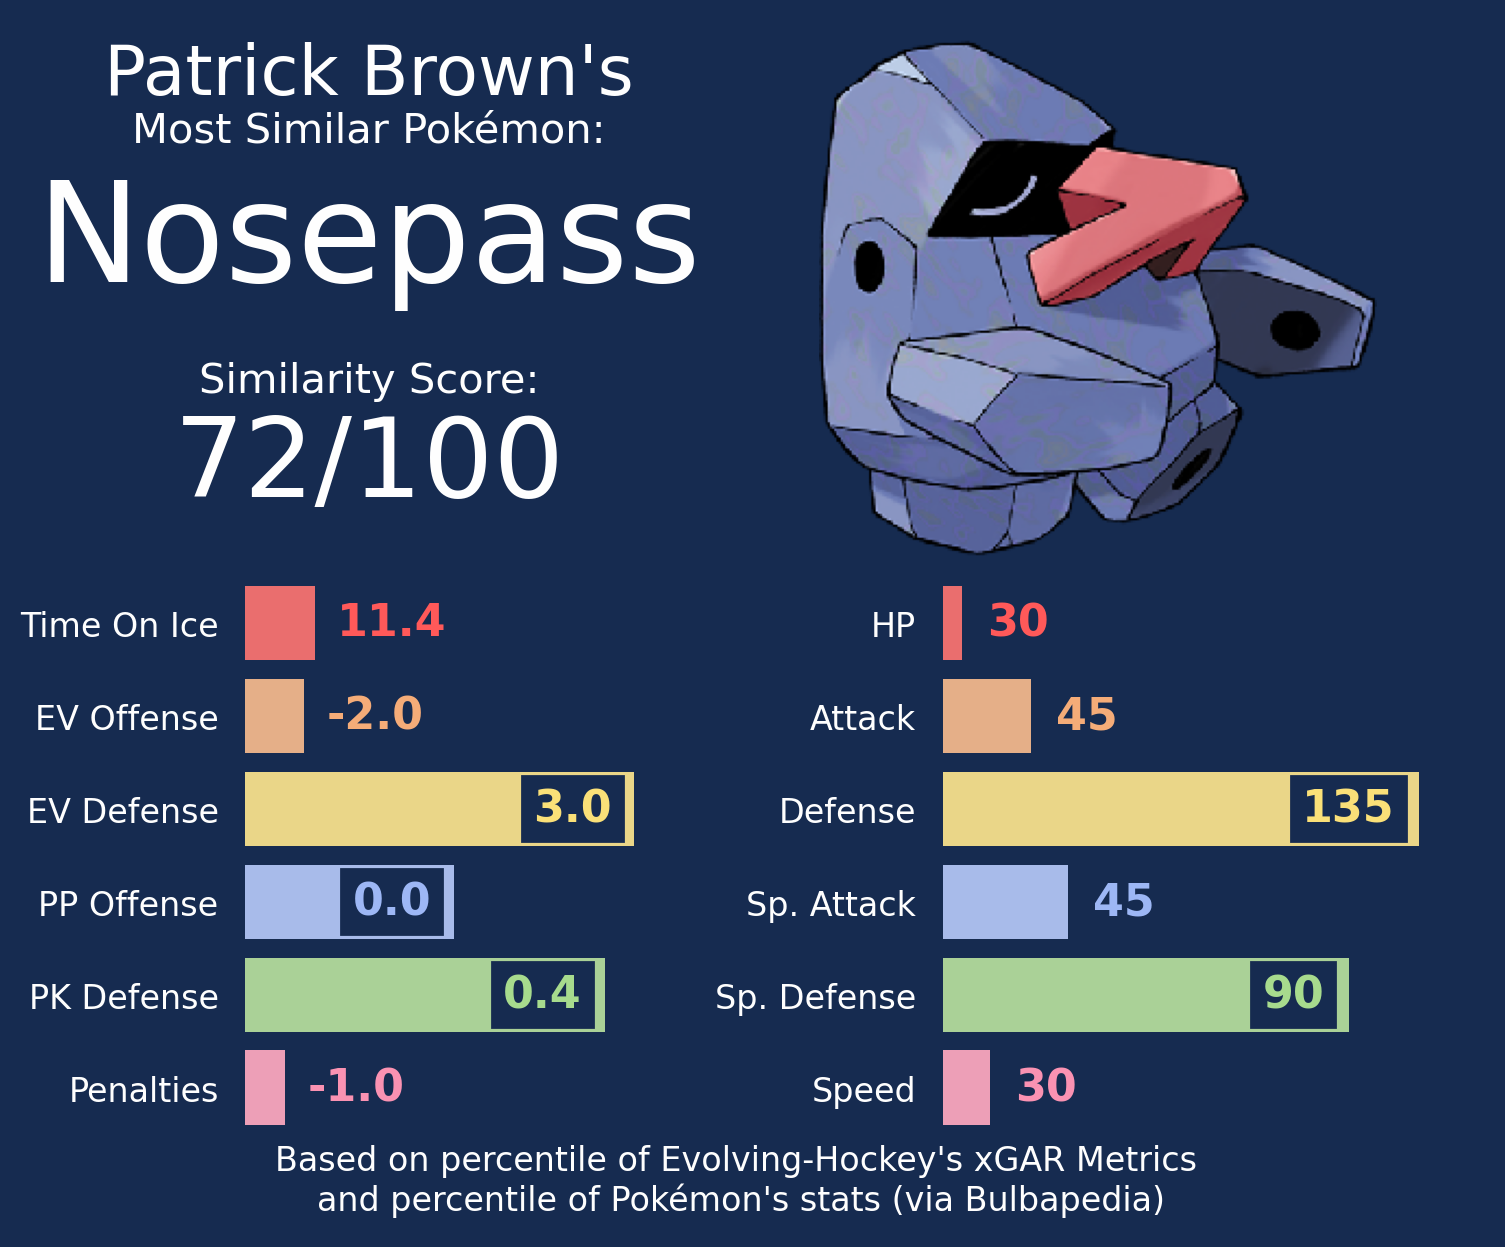 Patrick Brown's
Most Similar Pokémon:
Nosepass
Similarity Score:
72/100
Time On Ice 11.4
EV Offense -2.0
EV Defense 3.0
PP Offense 0.0
PK Defense 0.4
Penalties -1.0
HP 30
Attack 45
Defense 135
Sp. Attack 45
Sp. Defense 90
Speed 30
Based on percentile of Evolving-Hockey's xGAR Metrics
and percentile of Pokémon's stats (via Bulbapedia)